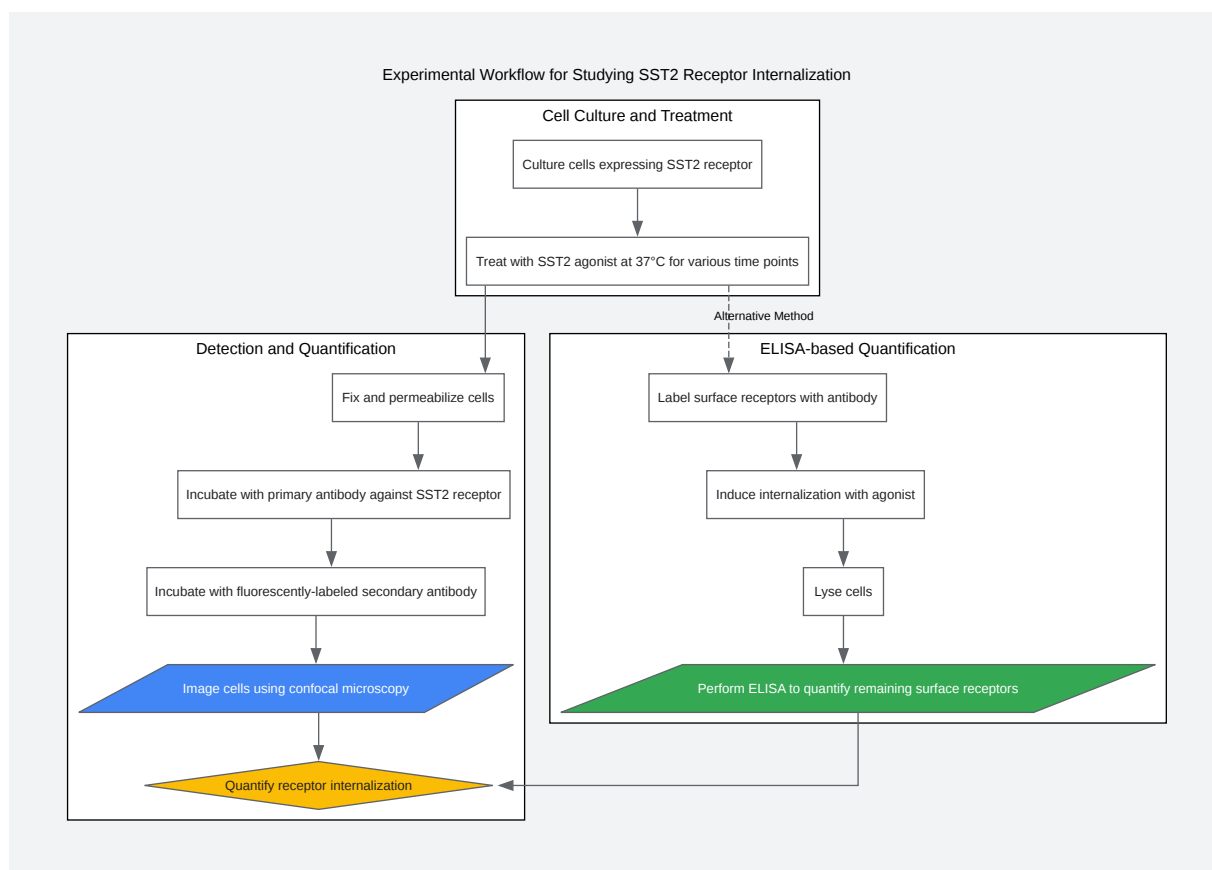 Experimental Workflow for Studying SST2 Receptor Internalization
Cell Culture and Treatment
Culture cells expressing SST2 receptor
Treat with SST2 agonist at 37°C for various time points
Alternative Method
Detection and Quantification
Fix and permeabilize cells
Incubate with primary antibody against SST2 receptor
Incubate with fluorescently-labeled secondary antibody
Image cells using confocal microscopy
Quantify receptor internalization
ELISA-based Quantification
Label surface receptors with antibody
Induce internalization with agonist
Lyse cells
Perform ELISA to quantify remaining surface receptors